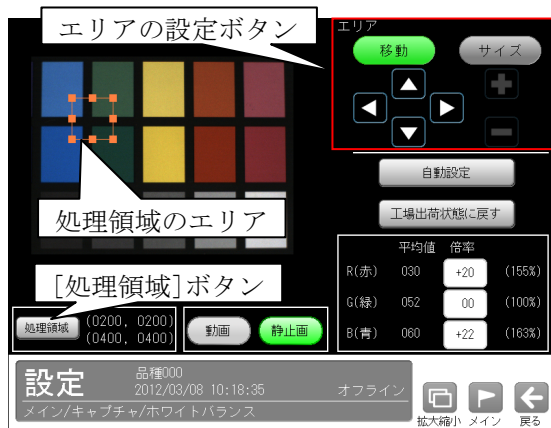 エリアの設定ボタン
エリア
移動
サイズ
処理領域のエリア
自動設定
工場出荷状態に戻す
平均値 倍率
R(赤) 030 +20 (155%)
G(緑) 052 00 (100%)
B(青) 060 +22 (163%)
[処理領域]ボタン
処理領域
(0200, 0200)
(0400, 0400)
動画
静止画
設定
品種000
2012/03/08 10:18:35
オフライン
メイン/キャプチャ/ホワイトバランス
拡大縮小 メイン 戻る